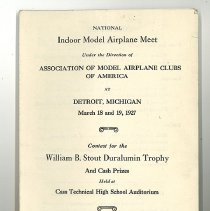 NATIONAL
Indoor Model Airplane Meet
Under the Direction of
ASSOCIATION OF MODEL AIRPLANE CLUBS
OF AMERICA
AT
DETROIT, MICHIGAN
March 18 and 19, 1927
Contest for the
William B. Stout Duralumin Trophy
And Cash Prizes
Held at
Cass Technical High School Auditorium